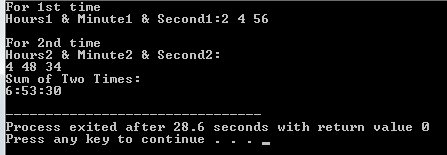 For 1st time
Hours1 & Minute1 & Second1:2 4 56
For 2nd time
Hours2 & Minute2 & Second2:
4 48 34
Sum of Two Times:
6:53:30
--------------------------------
Process exited after 28.6 seconds with return value 0
Press any key to continue . . . _